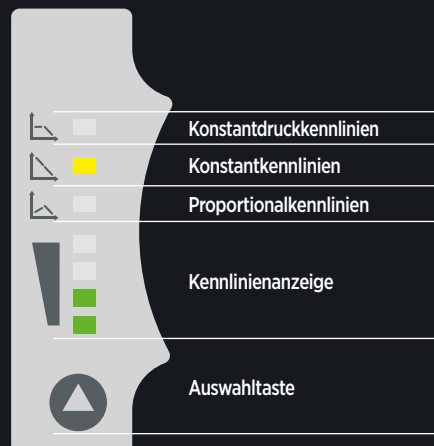 Konstantdruckkennlinien
Konstantkennlinien
Proportionalkennlinien
Kennlinienanzeige
Auswahltaste